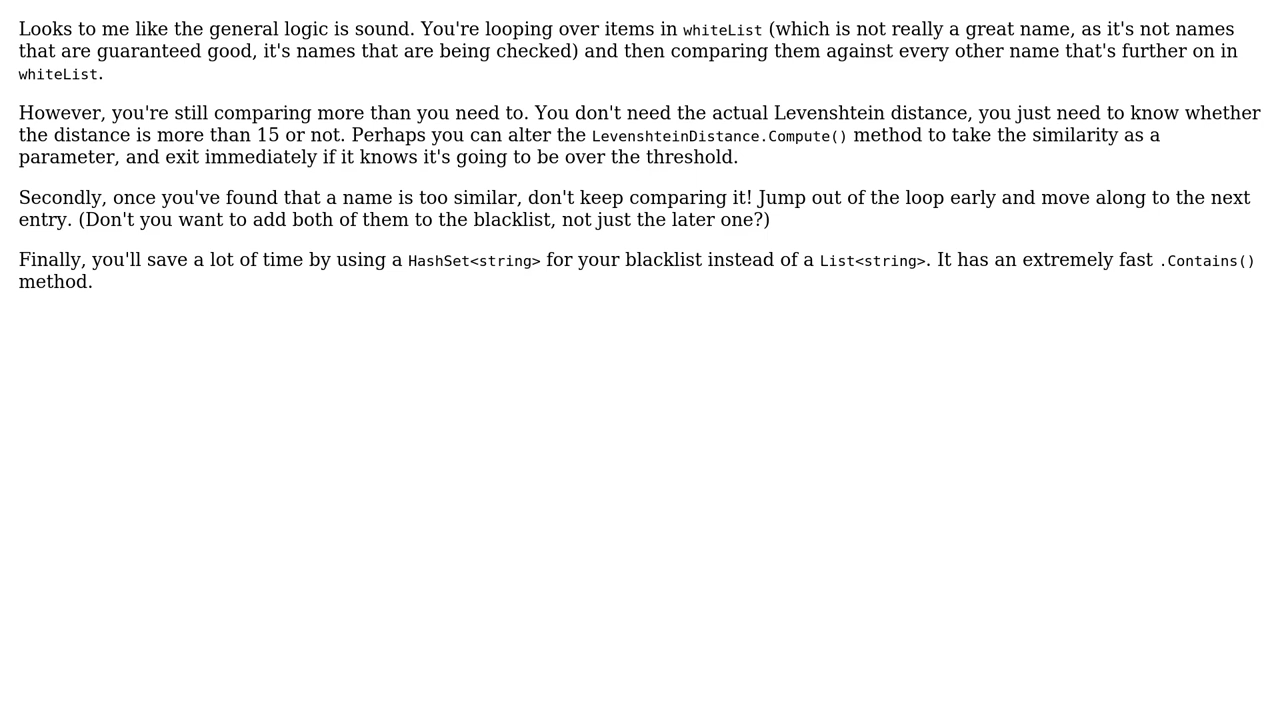 Looks to me like the general logic is sound. You're looping over items in whiteList (which is not really a great name, as it's not names
that are guaranteed good, it's names that are being checked) and then comparing them against every other name that's further on in
whiteList.
However, you're still comparing more than you need to. You don't need the actual Levenshtein distance, you just need to know whether
the distance is more than 15 or not. Perhaps you can alter the LevenshteinDistance.Compute() method to take the similarity as a
parameter, and exit immediately if it knows it's going to be over the threshold.
Secondly, once you've found that a name is too similar, don't keep comparing it! Jump out of the loop early and move along to the next
entry. (Don't you want to add both of them to the blacklist, not just the later one?)
Finally, you'll save a lot of time by using a HashSet<string> for your blacklist instead of a List<string>. It has an extremely fast .Contains()
method.